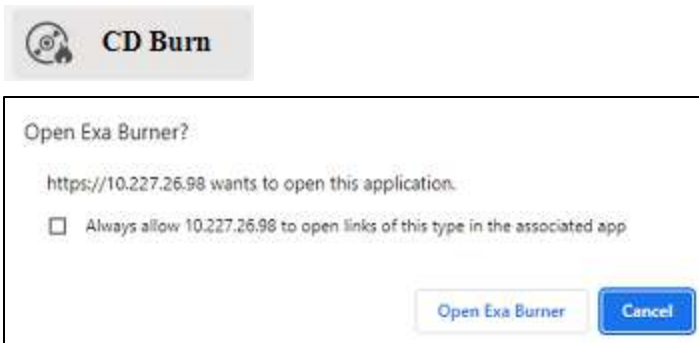 CD Burn
Open Exa Burner?
https://10.227.26.98 wants to open this application.
Always allow 10.227.26.98 to open links of this type in the associated app
Open Exa Burner
Cancel